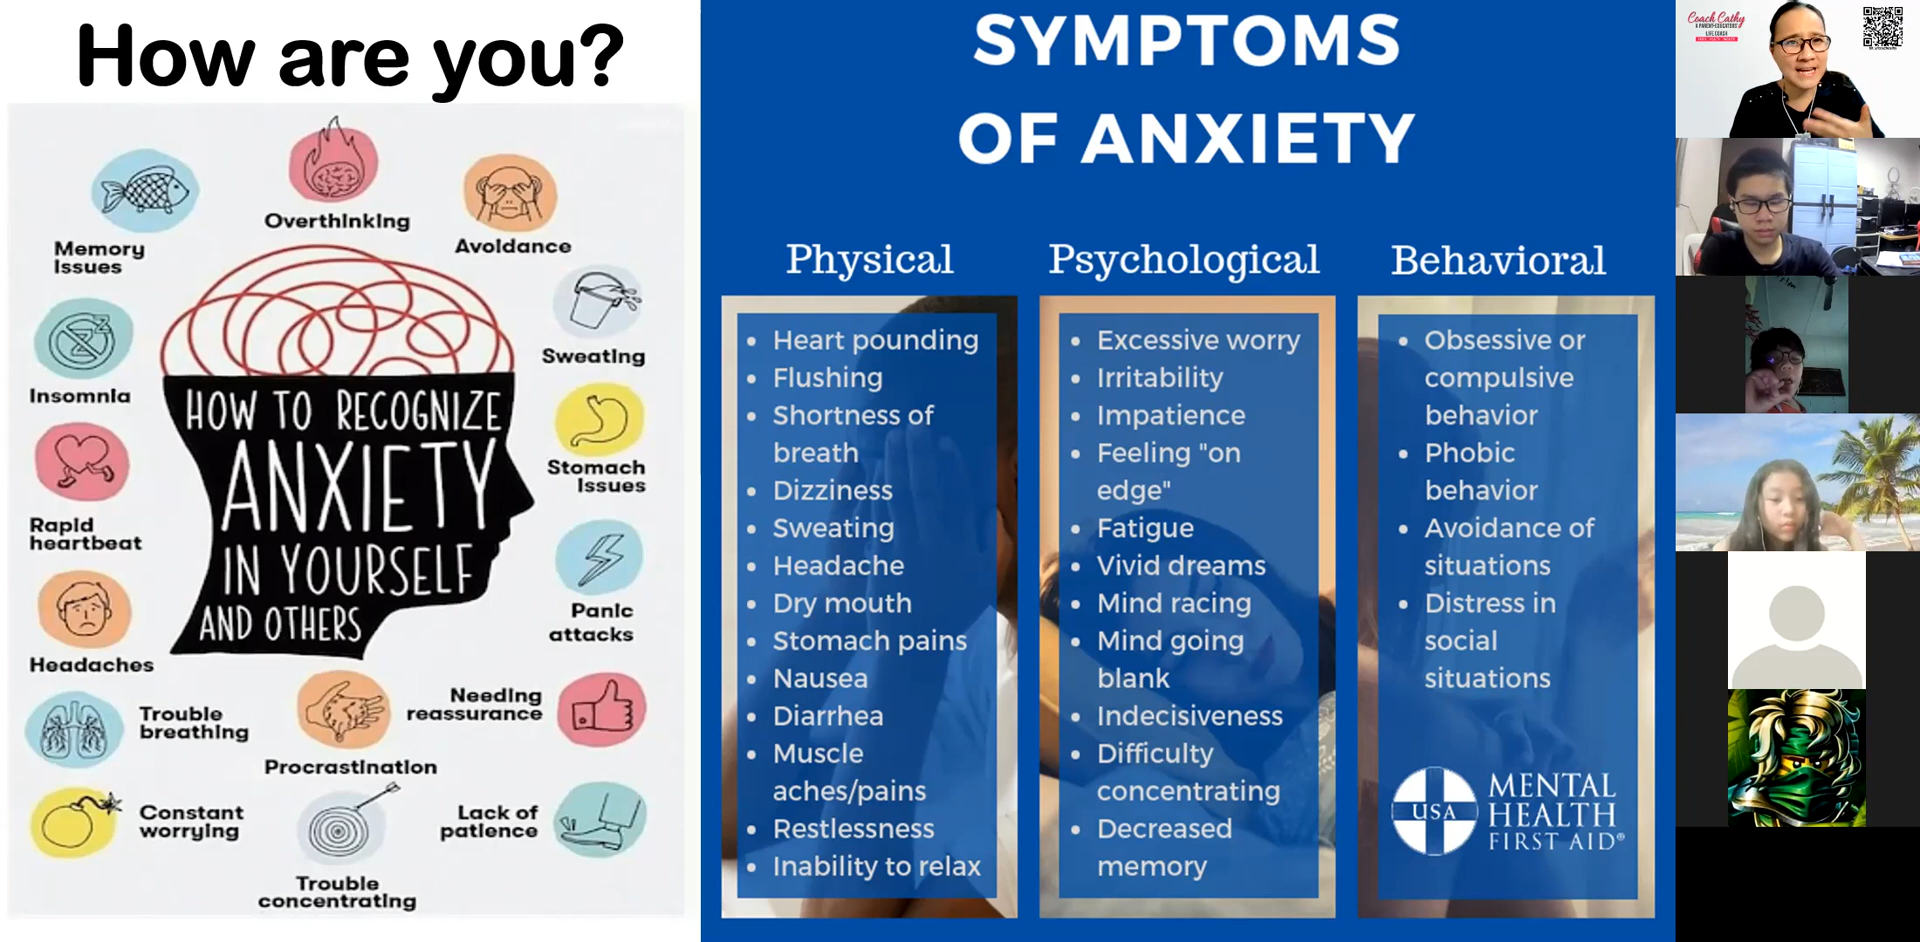 How are you?
Overthinking
Memory
Issues
Avoidance
Insomnia
Sweating
Rapid
heartbeat
Stomach
Issues
Headaches
Panic
attacks
HOW TO RECOGNIZE
ANXIETY
IN YOURSELF
AND OTHERS
Trouble
breathing
Needing
reassurance
Procrastination
Constant
worrying
Lack of
patience
Trouble
concentrating
SYMPTOMS
OF ANXIETY
Physical
• Heart pounding
• Flushing
• Shortness of
breath
• Dizziness
• Sweating
• Headache
• Dry mouth
• Stomach pains
• Nausea
• Diarrhea
• Muscle
aches/pains
• Restlessness
• Inability to relax
Psychological
• Excessive worry
• Irritability
• Impatience
• Feeling "on
edge"
• Fatigue
• Vivid dreams
• Mind racing
• Mind going
blank
• Indecisiveness
• Difficulty
concentrating
• Decreased
memory
Behavioral
• Obsessive or
compulsive
behavior
• Phobic
behavior
• Avoidance of
situations
• Distress in
social
situations
USA
MENTAL
HEALTH
FIRST AID®
Coach Cathy
LIFE COACH